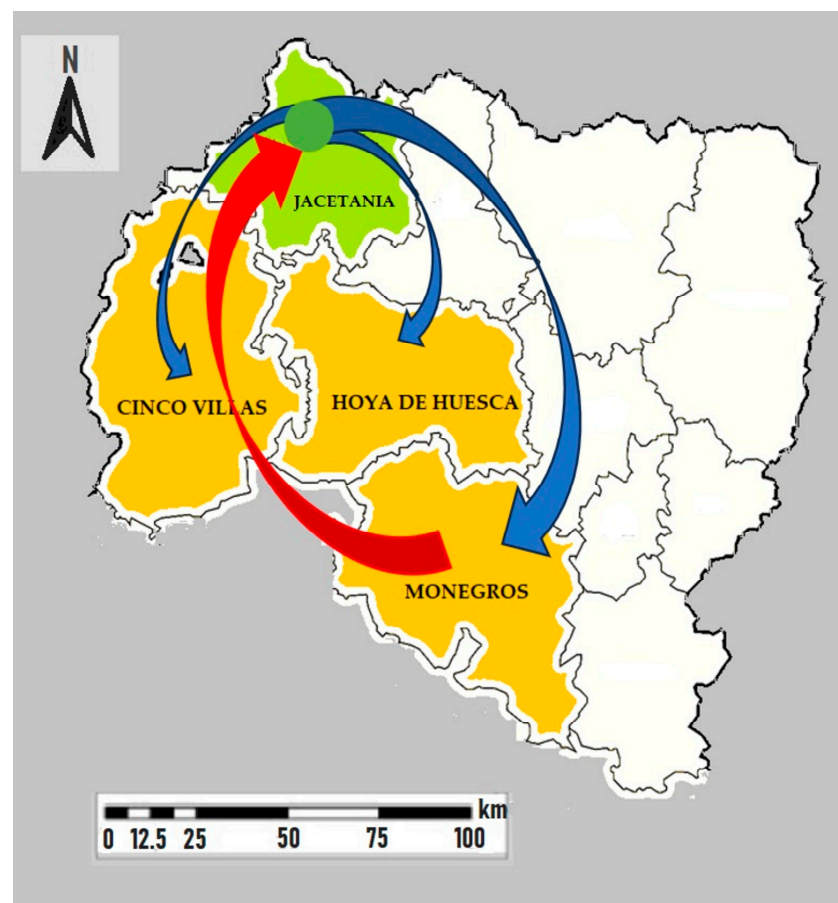 N
JACETANIA
CINCO VILLAS
HOYA DE HUESCA
MONEGROS
km
0 12.5 25 50 75 100